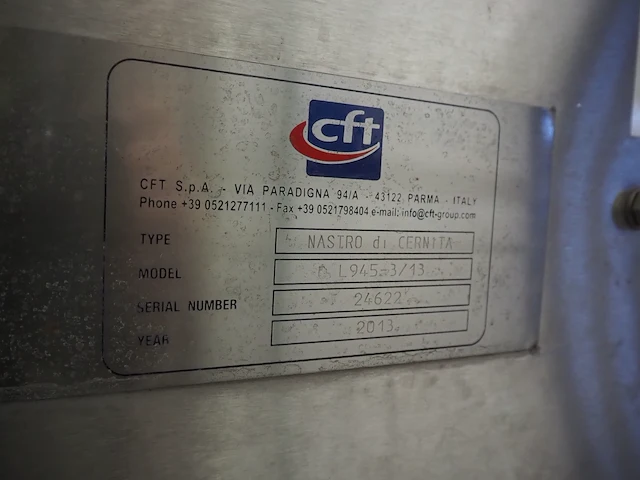 cft
CFT S.p.A. - VIA PARADIGNA 94/A - 43122 PARMA - ITALY
Phone +39 0521277111 - Fax +39 0521798404 e-mail: info@cft-group.com
TYPE NASTRO di CERNITA
MODEL L945-3/13
SERIAL NUMBER 24622
YEAR 2013